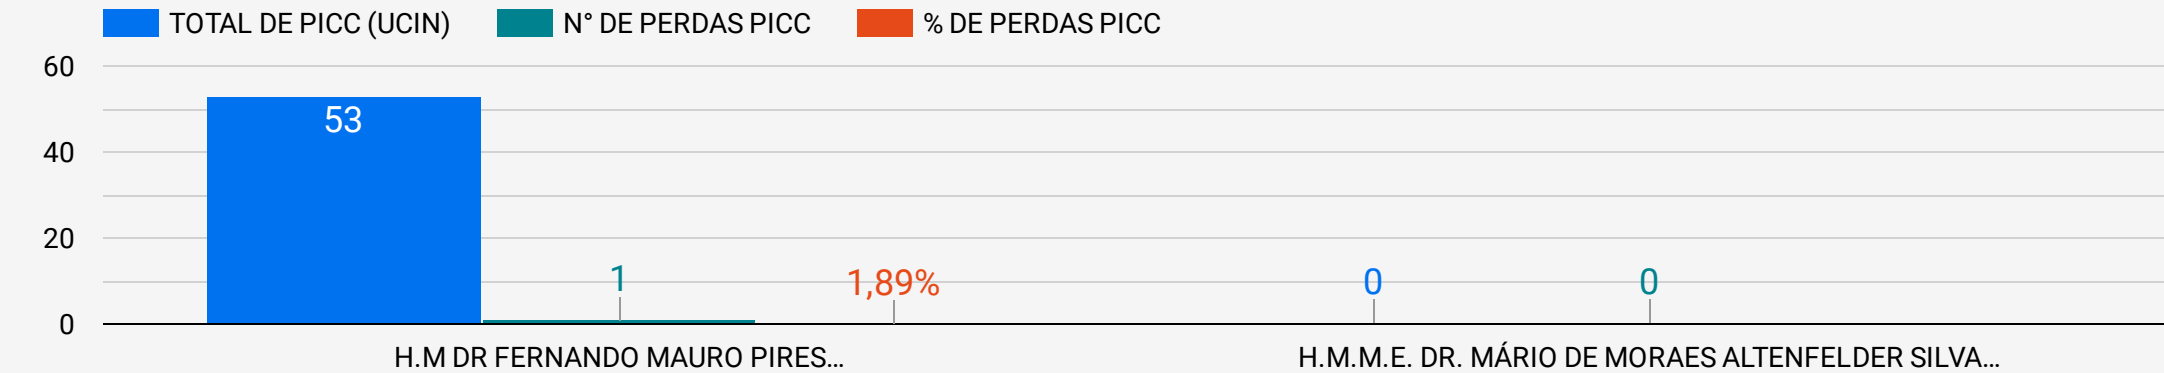 TOTAL DE PICC (UCIN) N° DE PERDAS PICC % DE PERDAS PICC
60
53
40
20
1 1,89% 0 0
0
H.M DR FERNANDO MAURO PIRES... H.M.M.E. DR. MÁRIO DE MORAES ALTENFELDER SILVA...